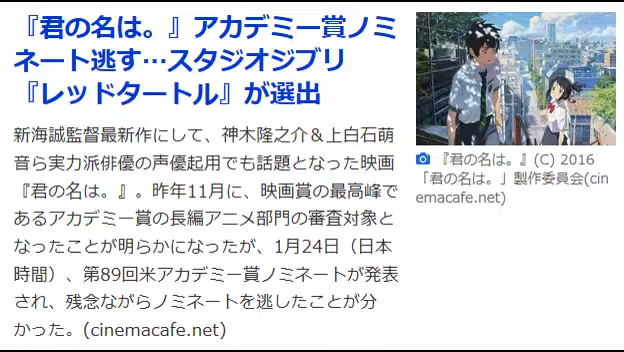 『君の名は。』アカデミー賞ノミ
ネート逃す…スタジオジブリ
『レッドタートル』が選出
新海誠監督最新作にして、神木隆之介＆上白石萌
音ら実力派俳優の声優起用でも話題となった映画
『君の名は。』。昨年11月に、映画賞の最高峰で
あるアカデミー賞の長編アニメ部門の審査対象と
なったことが明らかになったが、1月24日（日本
時間）、第89回米アカデミー賞ノミネートが発表
され、残念ながらノミネートを逃したことが分
かった。(cinemacafe.net)
『君の名は。』(C) 2016
「君の名は。」製作委員会(cin
emacafe.net)